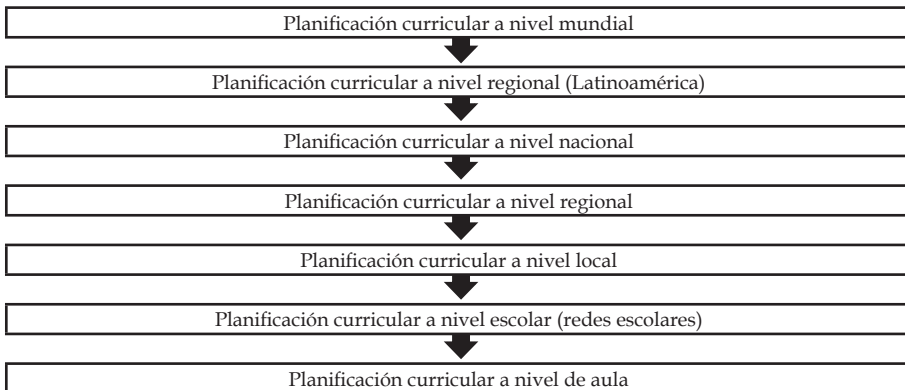 Planificación curricular a nivel mundial
Planificación curricular a nivel regional (Latinoamérica)
Planificación curricular a nivel nacional
Planificación curricular a nivel regional
Planificación curricular a nivel local
Planificación curricular a nivel escolar (redes escolares)
Planificación curricular a nivel de aula